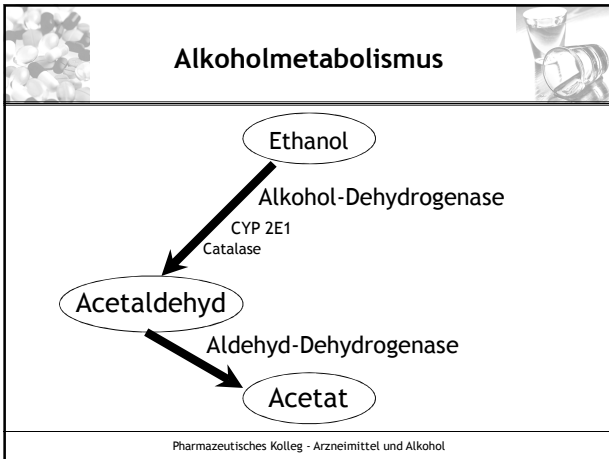 Alkoholmetabolismus
Ethanol
Alkohol-Dehydrogenase
CYP 2E1
Catalase
Acetaldehyd
Aldehyd-Dehydrogenase
Acetat
Pharmazeutisches Kolleg - Arzneimittel und Alkohol